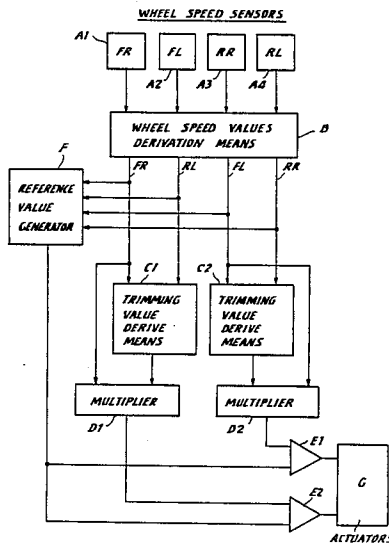 WHEEL SPEED SENSORS
A1
FR
FL
RR
RL
A2
A3
A4
WHEEL SPEED VALUES
DERIVATION MEANS
B
F
FR
RL
FL
RR
REFERENCE
VALUE
GENERATOR
C1
C2
TRIMMING
VALUE
DERIVE
MEANS
TRIMMING
VALUE
DERIVE
MEANS
MULTIPLIER
MULTIPLIER
D1
D2
E1
E2
G
ACTUATORS